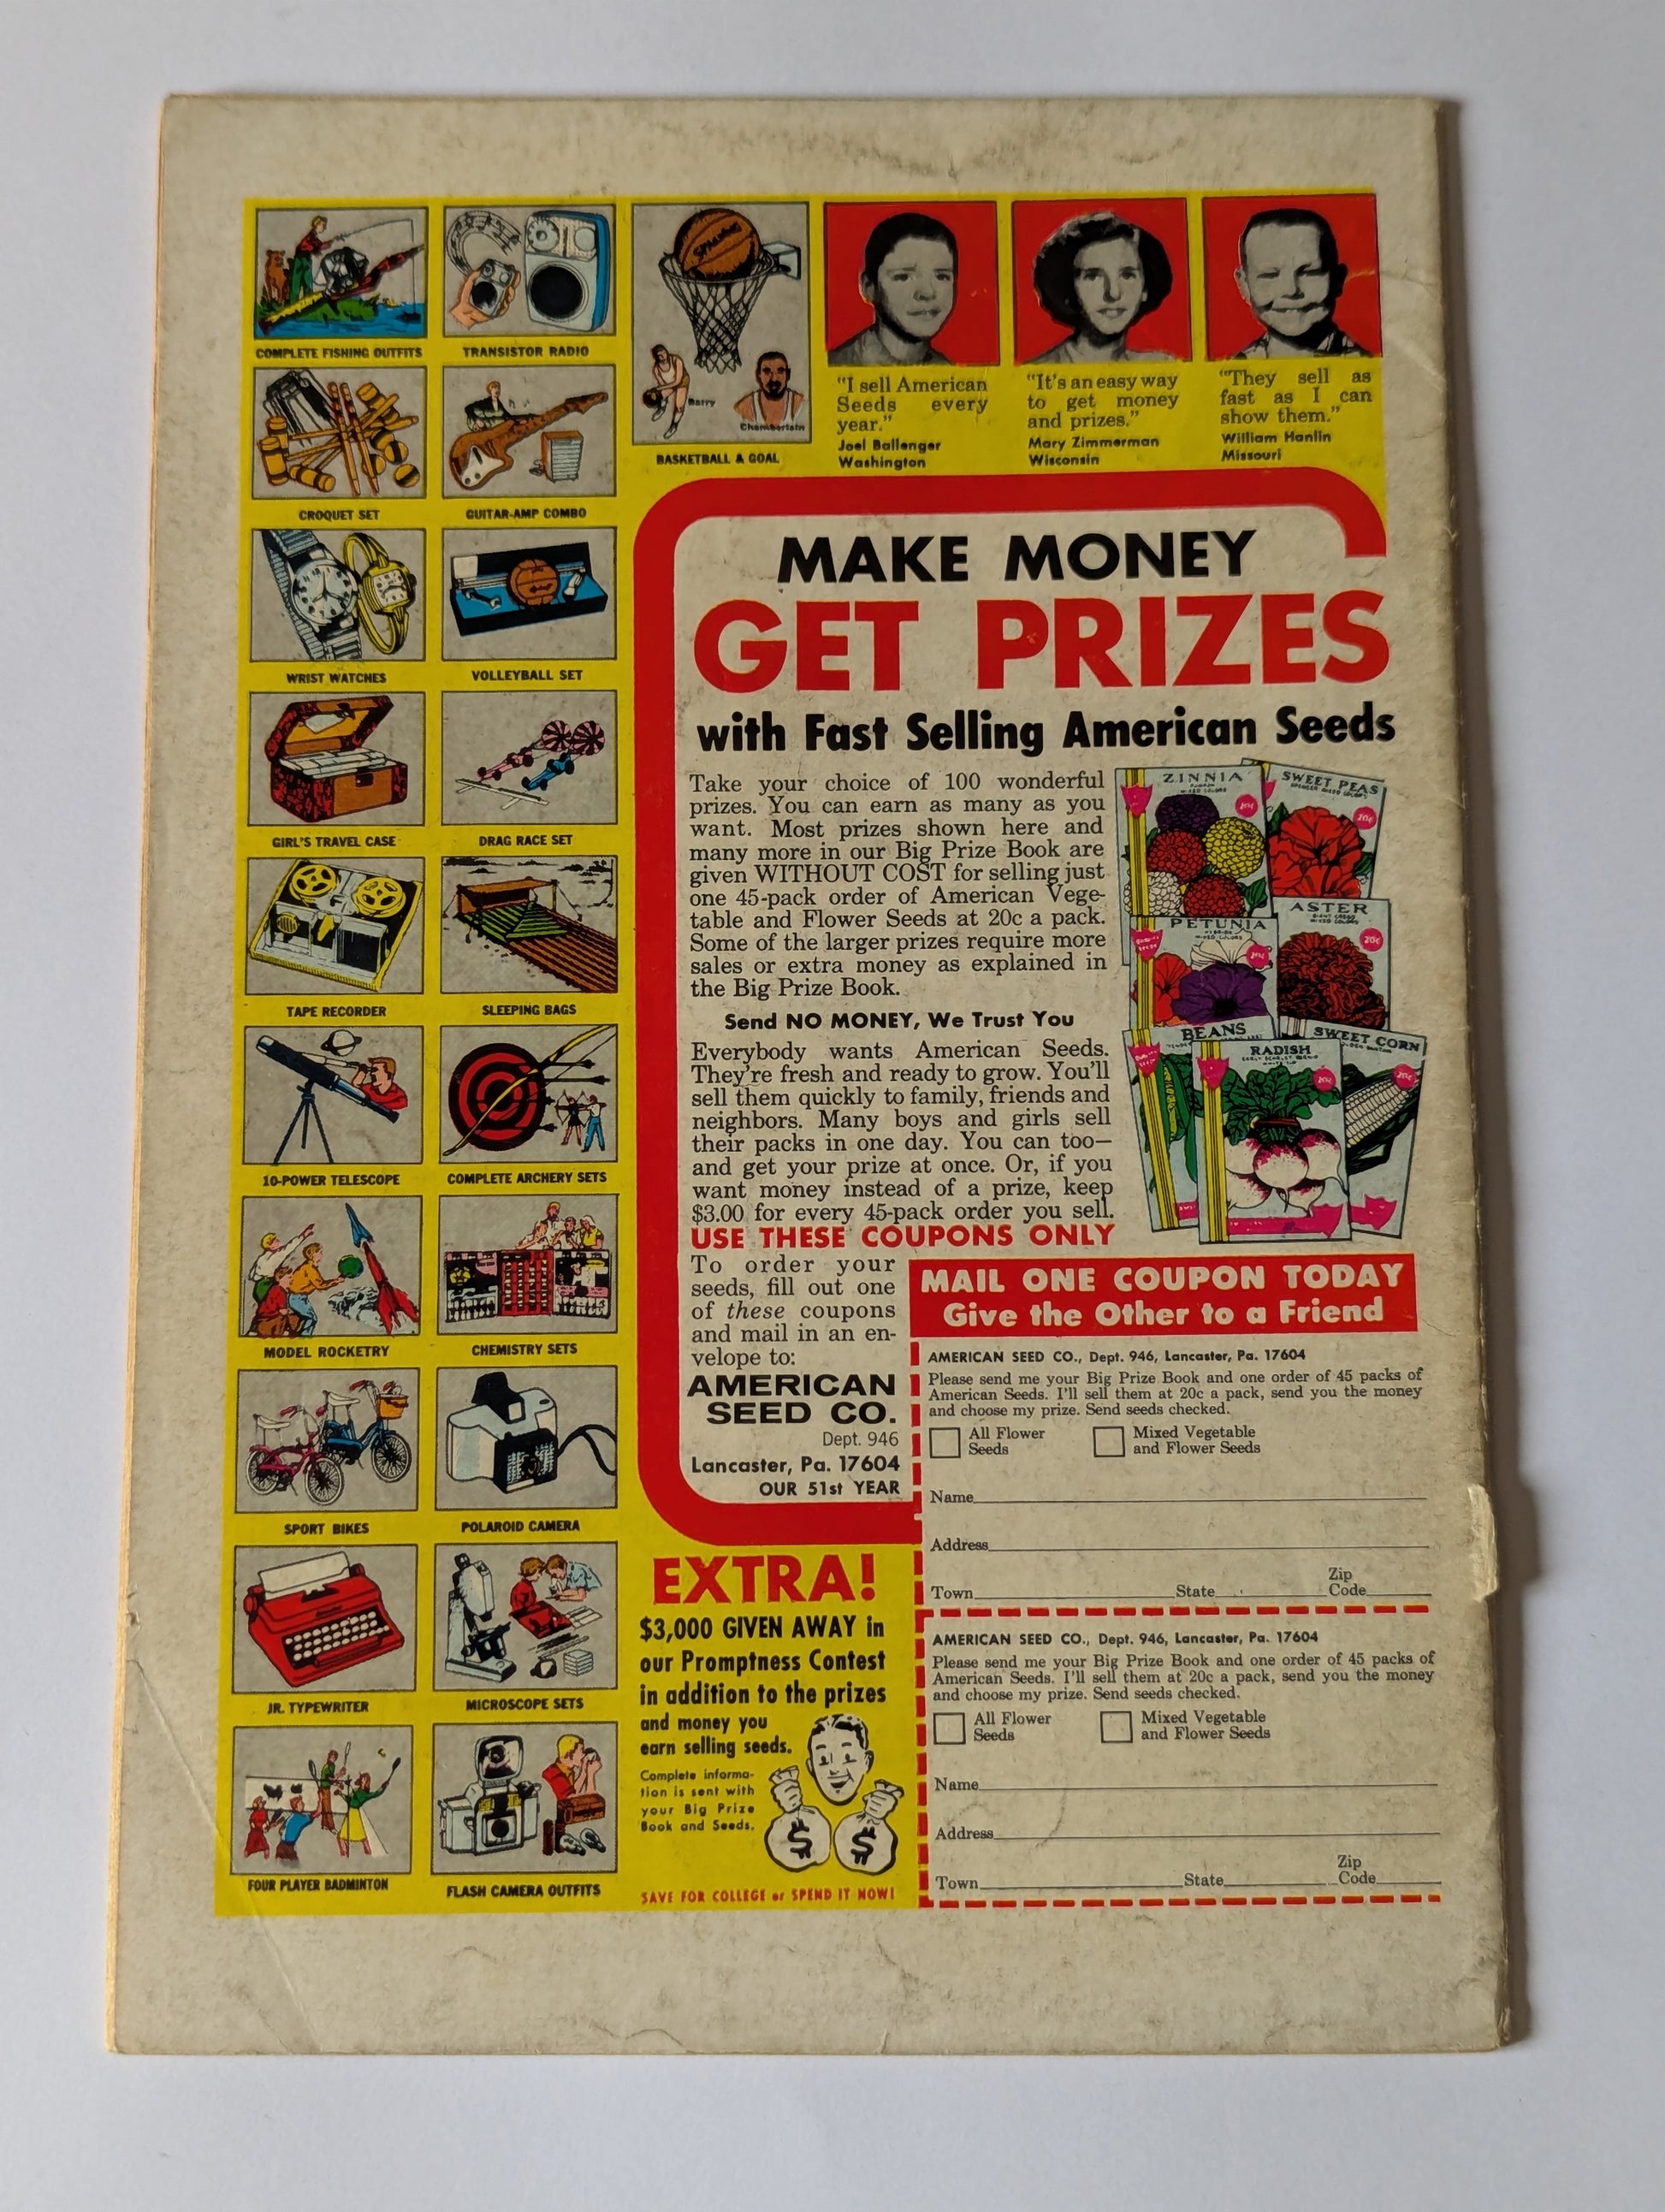 COMPLETE FISHING OUTFITS
TRANSISTOR RADIO
CROQUET SET
GUITAR-AMP COMBO
WRIST WATCHES
VOLLEYBALL SET
GIRL'S TRAVEL CASE
DRAG RACE SET
TAPE RECORDER
SLEEPING BAGS
10-POWER TELESCOPE
COMPLETE ARCHERY SETS
MODEL ROCKETRY
CHEMISTRY SETS
SPORT BIKES
POLAROID CAMERA
JR. TYPEWRITER
MICROSCOPE SETS
FOUR PLAYER BADMINTON
FLASH CAMERA OUTFITS
SPALDING
Barry
Chamberlain
BASKETBALL & GOAL
"I sell American
Seeds every
year."
Joel Ballenger
Washington
"It's an easy way
to get money
and prizes."
Mary Zimmerman
Wisconsin
"They sell as
fast as I can
show them."
William Hanlin
Missouri
MAKE MONEY
GET PRIZES
with Fast Selling American Seeds
Take your choice of 100 wonderful
prizes. You can earn as many as you
want. Most prizes shown here and
many more in our Big Prize Book are
given WITHOUT COST for selling just
one 45-pack order of American Vege-
table and Flower Seeds at 20c a pack.
Some of the larger prizes require more
sales or extra money as explained in
the Big Prize Book.
Send NO MONEY, We Trust You
Everybody wants American Seeds.
They're fresh and ready to grow. You'll
sell them quickly to family, friends and
neighbors. Many boys and girls sell
their packs in one day. You can too—
and get your prize at once. Or, if you
want money instead of a prize, keep
$3.00 for every 45-pack order you sell.
USE THESE COUPONS ONLY
To order your
seeds, fill out one
of these coupons
and mail in an en-
velope to:
AMERICAN
SEED CO.
Dept. 946
Lancaster, Pa. 17604
OUR 51st YEAR
ZINNIA
MIXED COLORS
20¢
SWEET PEAS
SPENCER MIXED COLORS
20¢
PETUNIA
MIXED COLORS
20¢
ASTER
MIXED COLORS
20¢
BEANS
RADISH
20¢
SWEET CORN
20¢
EXTRA!
$3,000 GIVEN AWAY in
our Promptness Contest
in addition to the prizes
and money you
earn selling seeds.
Complete informa-
tion is sent with
your Big Prize
Book and Seeds.
$ $
SAVE FOR COLLEGE or SPEND IT NOW!
MAIL ONE COUPON TODAY
Give the Other to a Friend
AMERICAN SEED CO., Dept. 946, Lancaster, Pa. 17604
Please send me your Big Prize Book and one order of 45 packs of
American Seeds. I'll sell them at 20c a pack, send you the money
and choose my prize. Send seeds checked.
All Flower
Seeds
Mixed Vegetable
and Flower Seeds
Name
Address
Town State Zip Code
AMERICAN SEED CO., Dept. 946, Lancaster, Pa. 17604
Please send me your Big Prize Book and one order of 45 packs of
American Seeds. I'll sell them at 20c a pack, send you the money
and choose my prize. Send seeds checked.
All Flower
Seeds
Mixed Vegetable
and Flower Seeds
Name
Address
Town State Zip Code